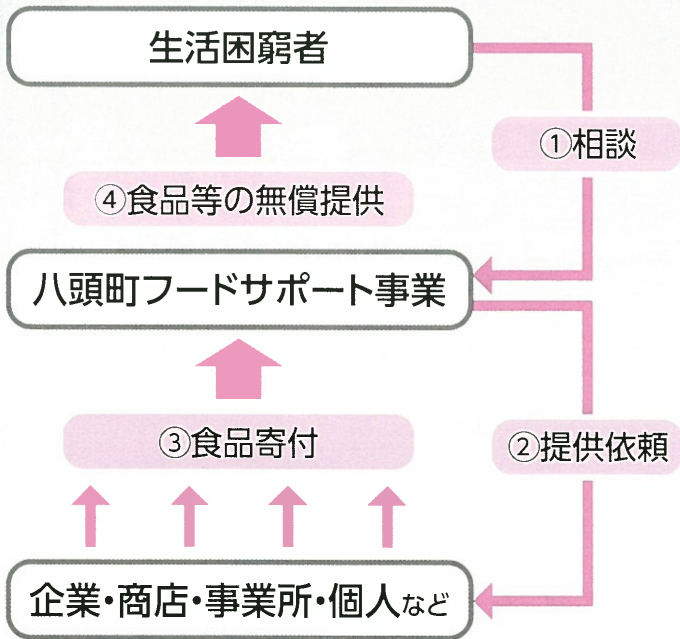 生活困窮者
①相談
④食品等の無償提供
八頭町フードサポート事業
③食品寄付
②提供依頼
企業・商店・事業所・個人など